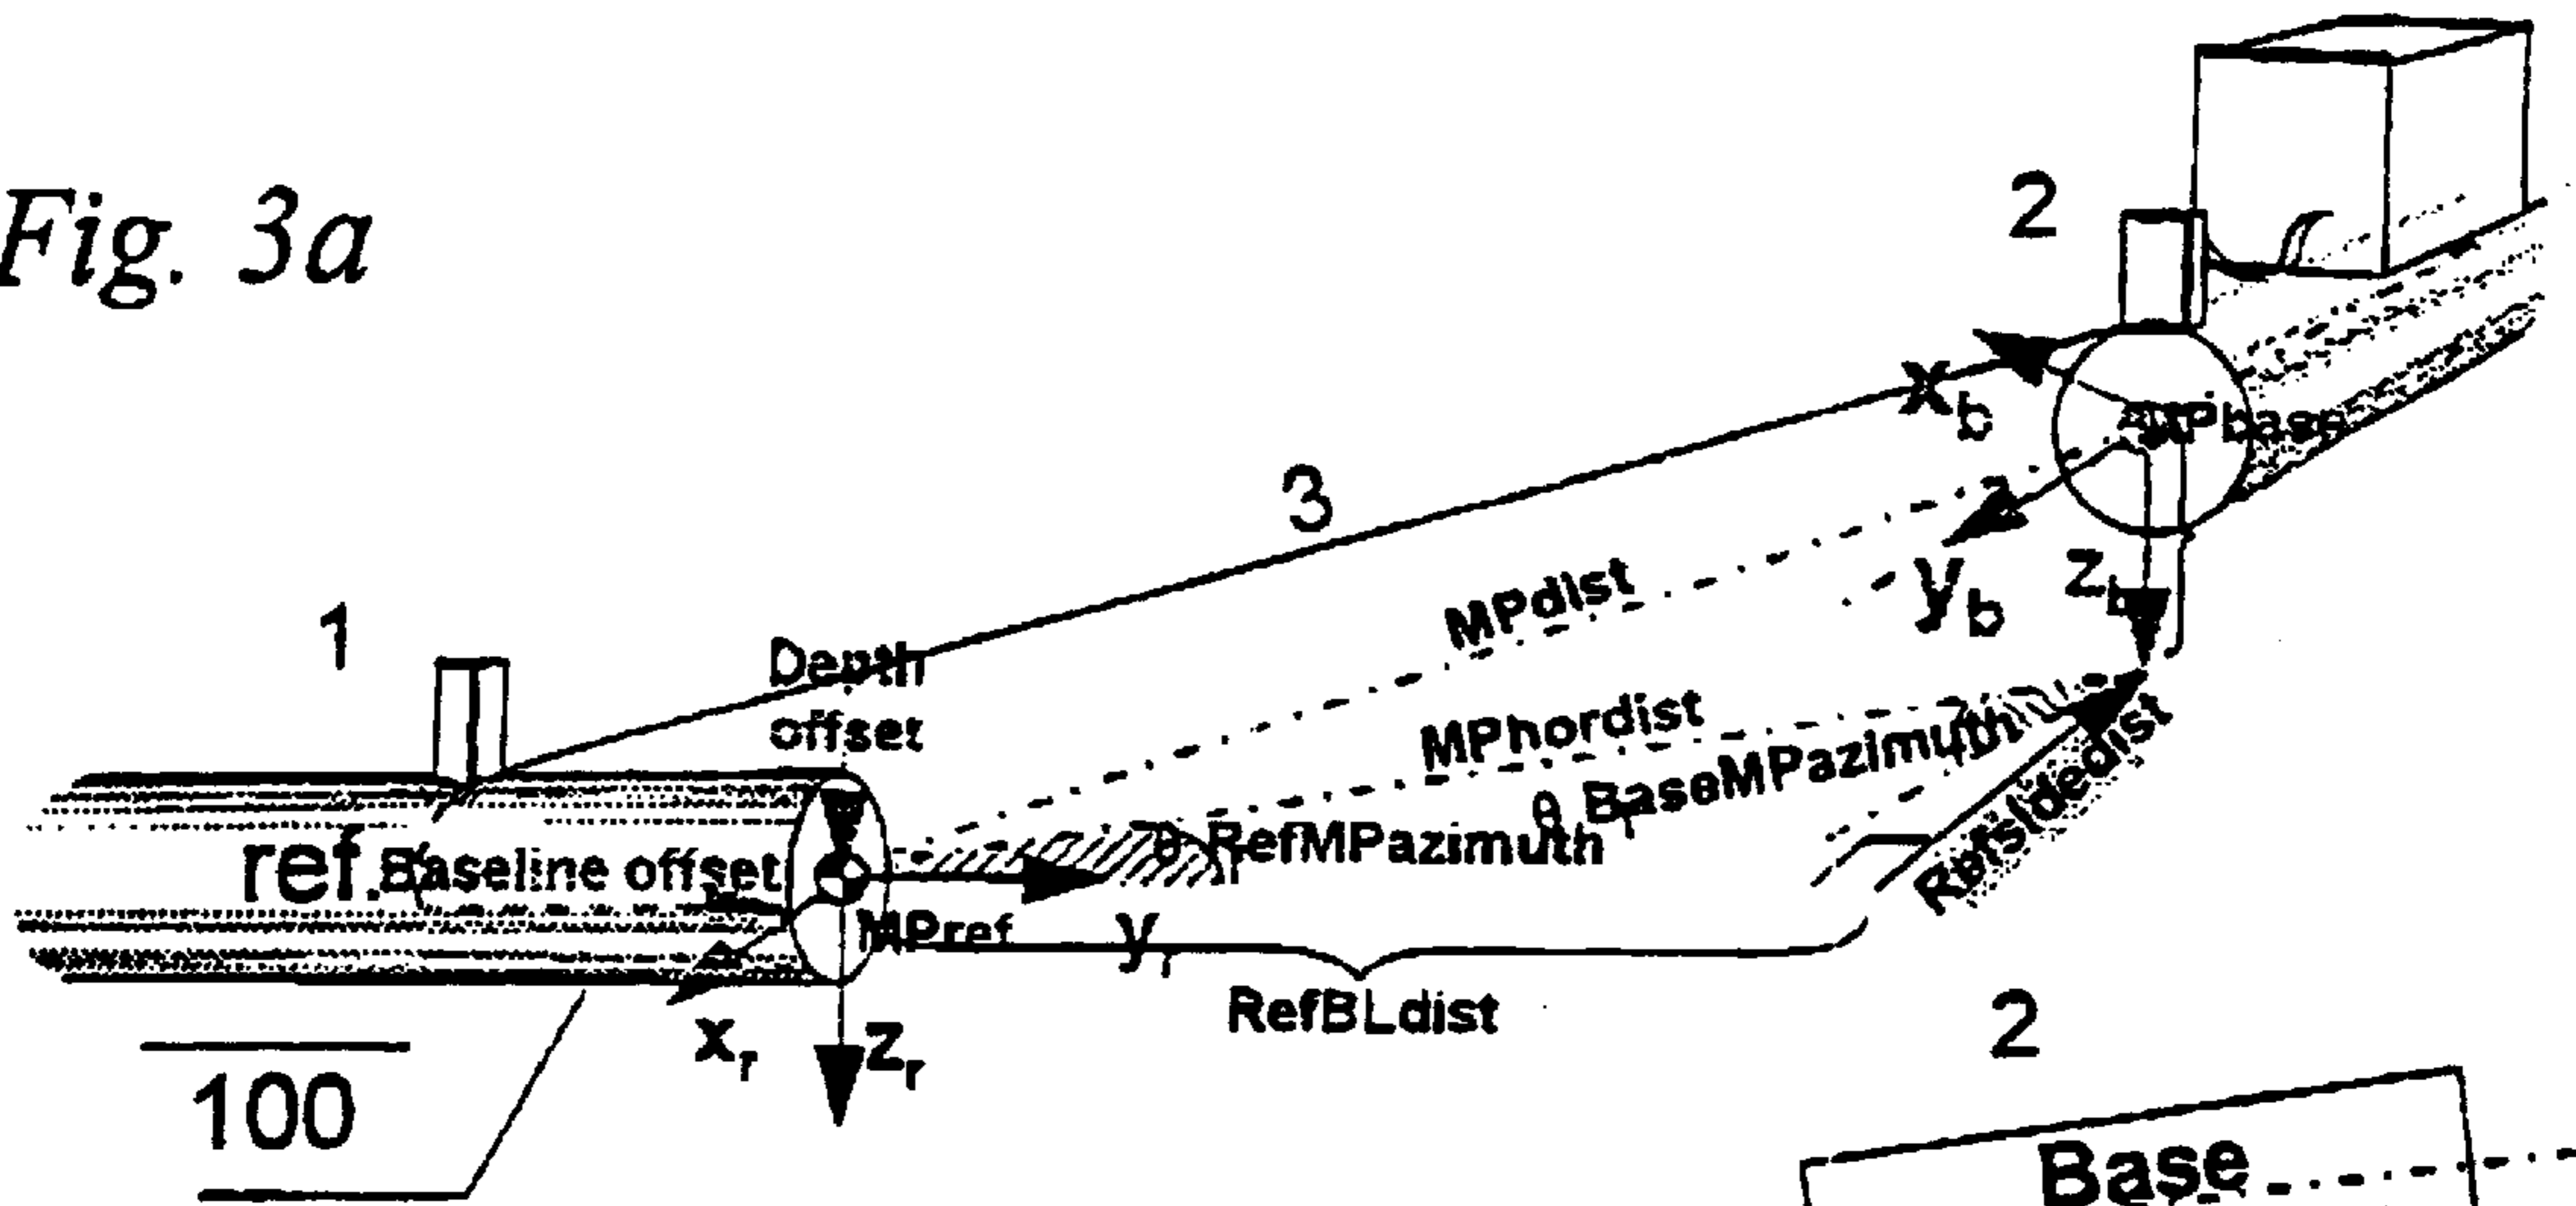 Fig. 3a
2
x_b
MPbase
3
y_b
z_b
MPdist
1
Depth
offset
MPhordist
θ BaseMPazimuth
Refsidedist
θ RefMPazimuth
ref.
Baseline offset
MPref
y_r
RefBLdist
x_r
z_r
100
2
Base